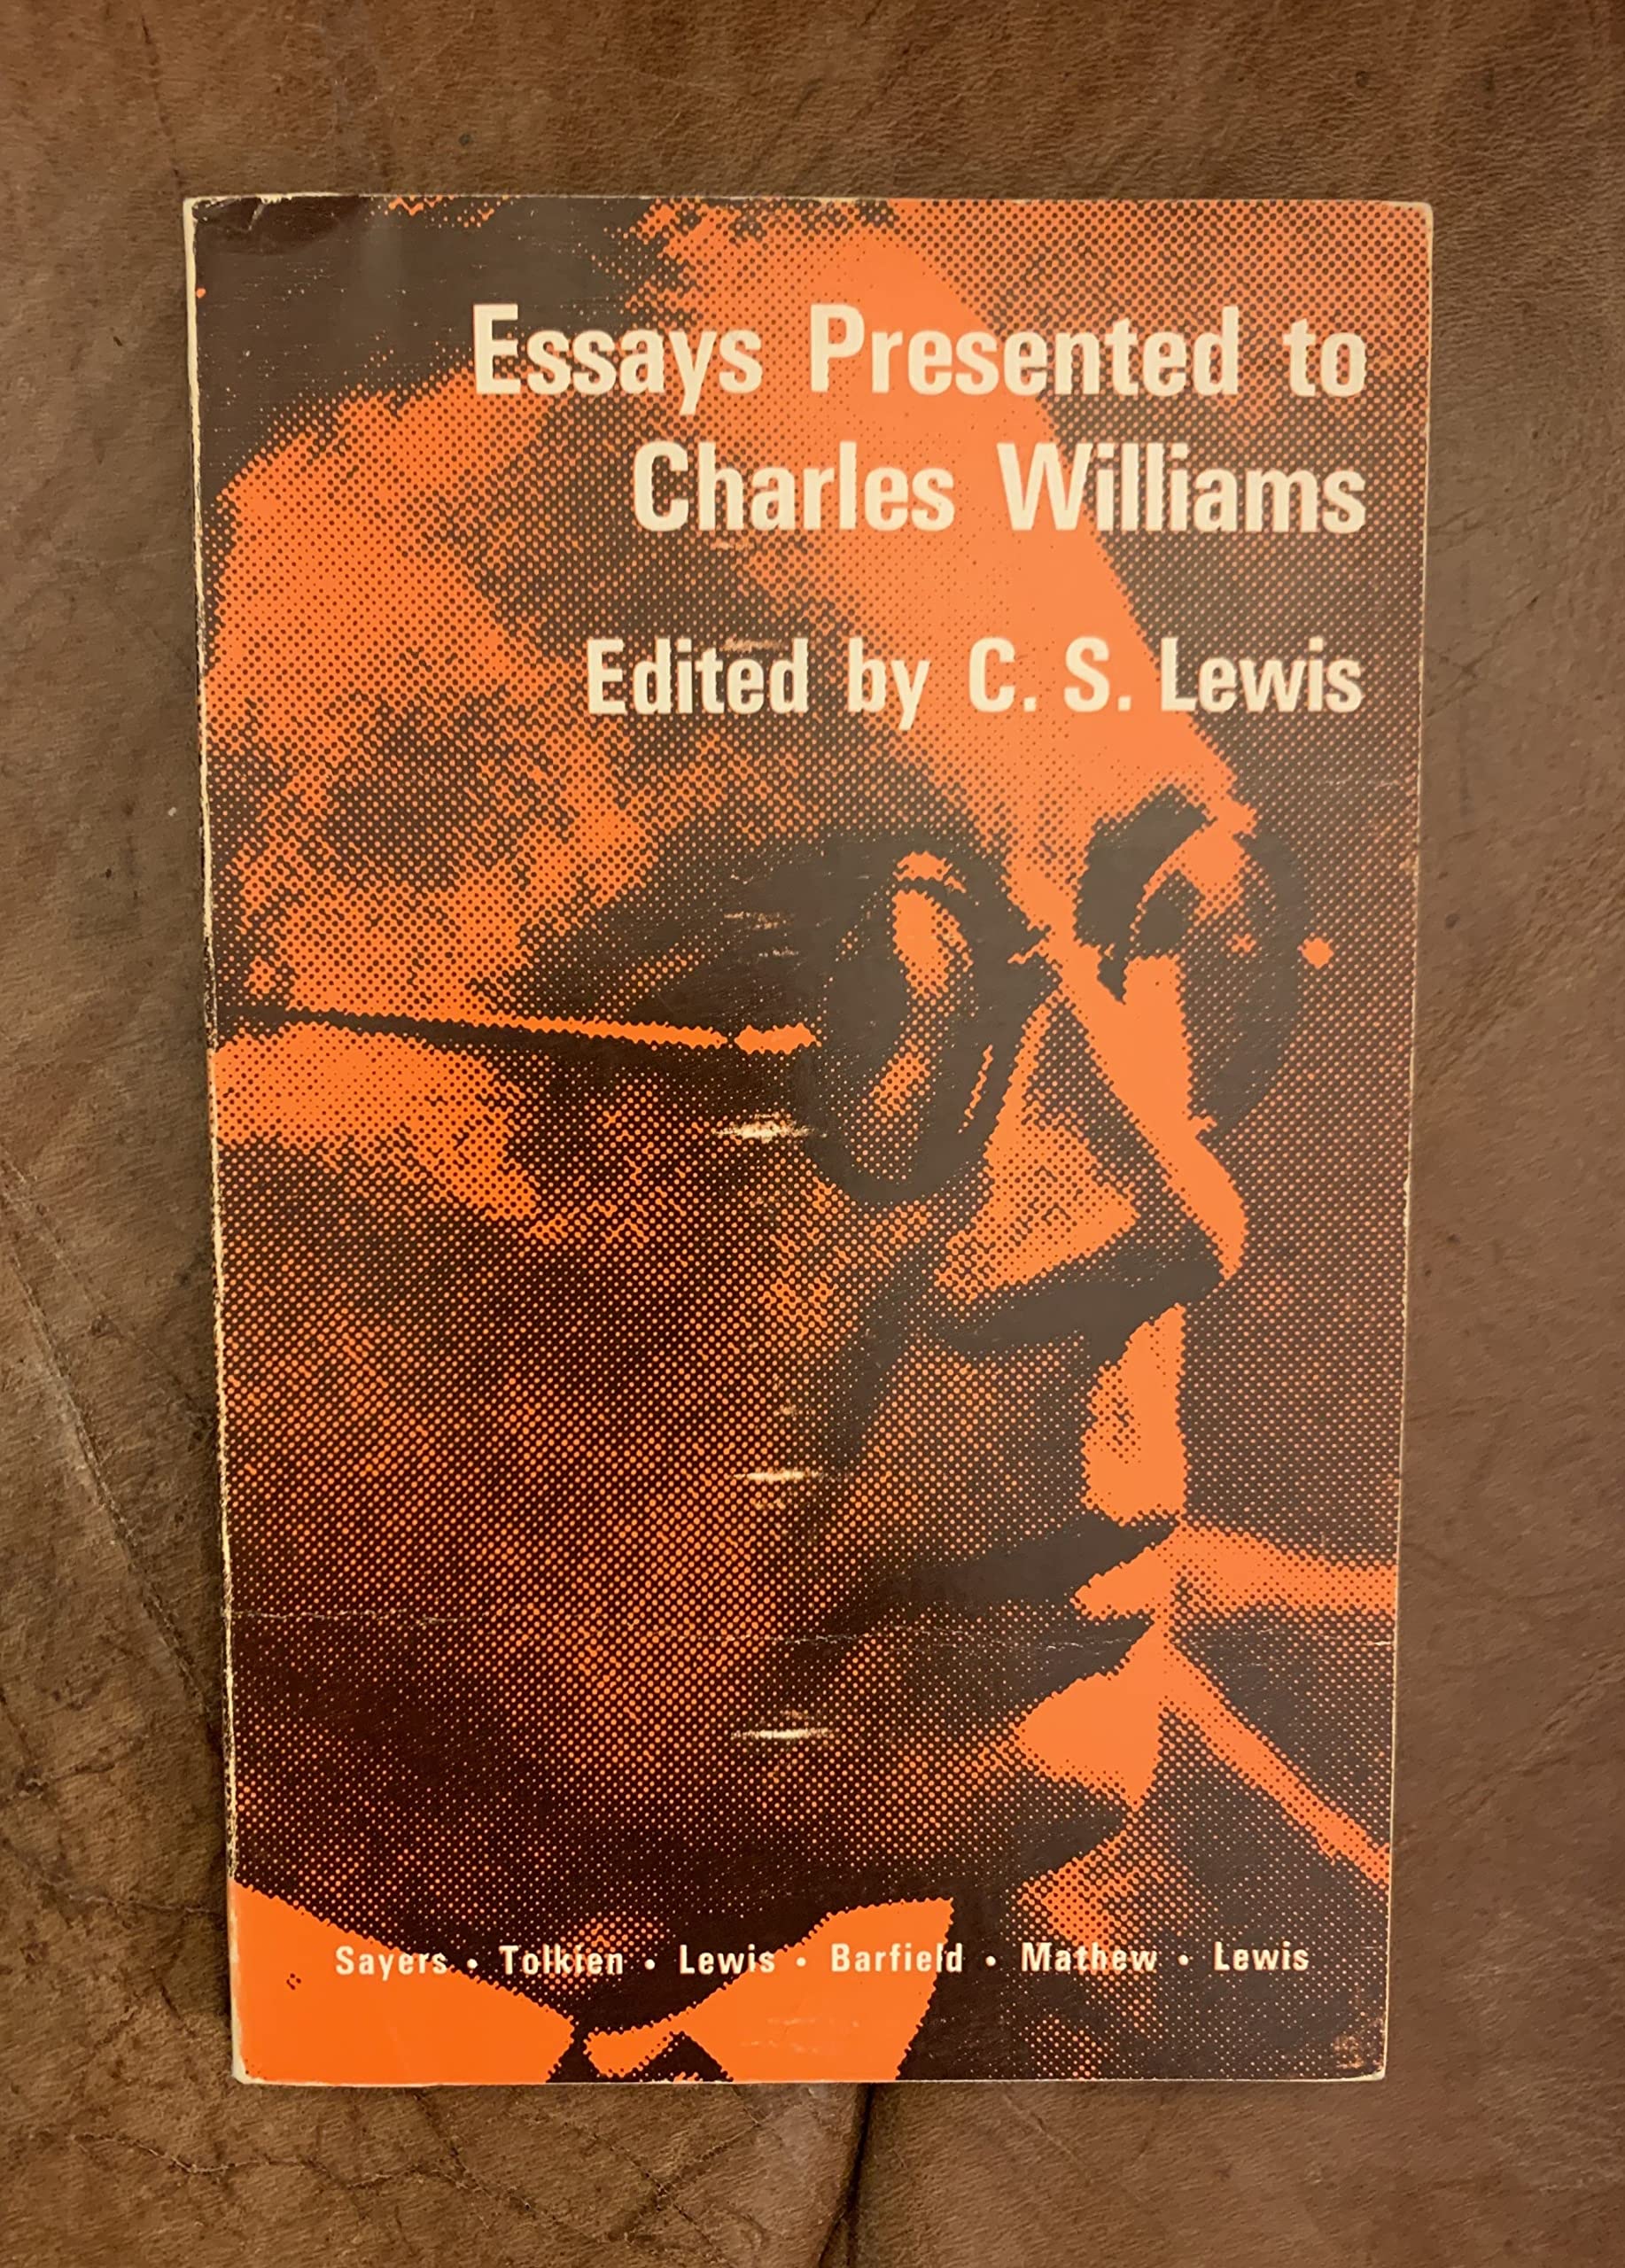 Essays Presented to
Charles Williams
Edited by C. S. Lewis
Sayers • Tolkien • Lewis • Barfield • Mathew • Lewis